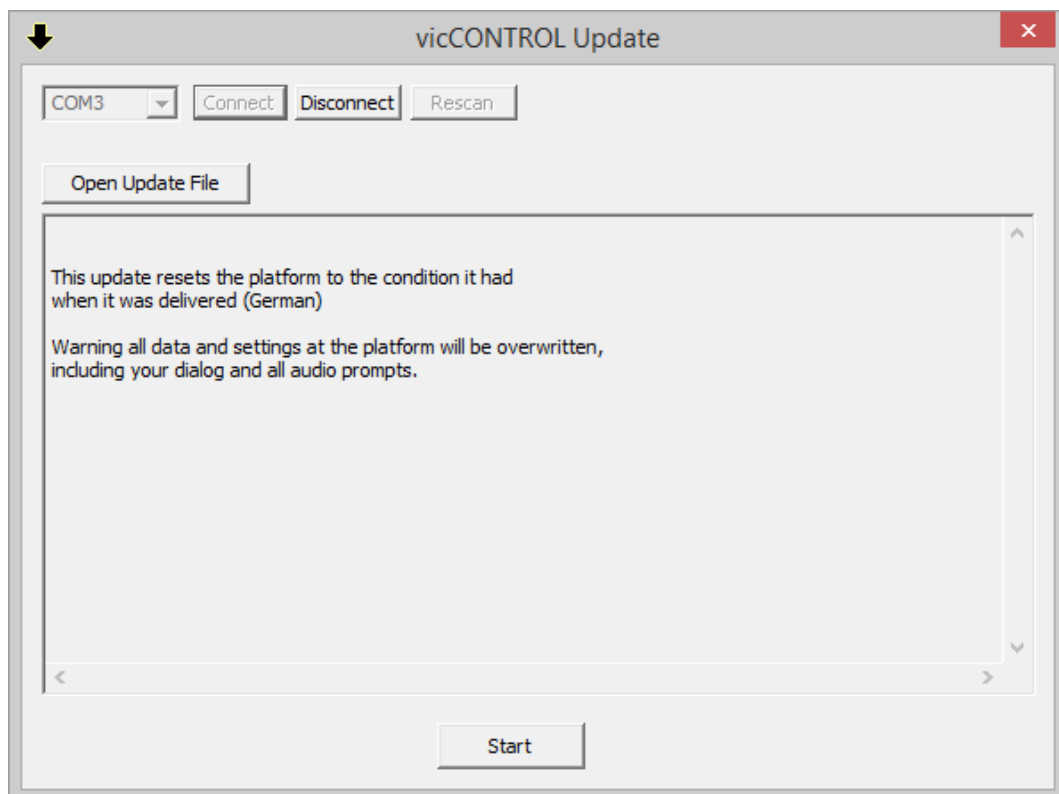 vicCONTROL Update
COM3 Connect Disconnect Rescan
Open Update File
This update resets the platform to the condition it had
when it was delivered (German)
Warning all data and settings at the platform will be overwritten,
including your dialog and all audio prompts.
Start